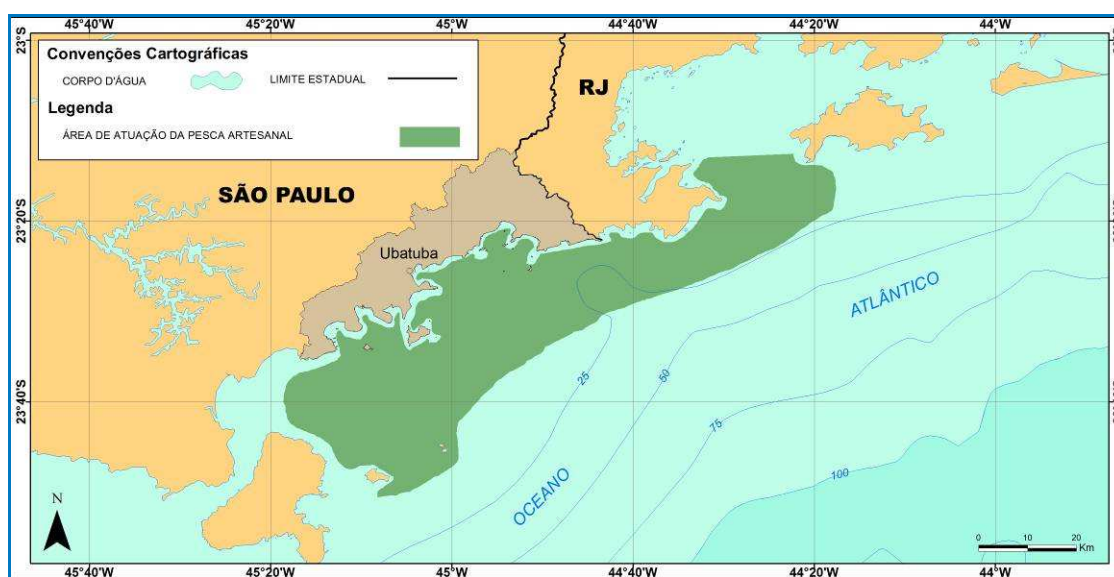 45°40'W 45°20'W 45°W 44°40'W 44°20'W 44°W
23°S
Convenções Cartográficas
CORPO D'ÁGUA LIMITE ESTADUAL
Legenda
ÁREA DE ATUAÇÃO DA PESCA ARTESANAL
RJ
SÃO PAULO
23°20'S
Ubatuba
ATLÂNTICO
25
50
75
100
23°40'S
OCEANO
N
0 10 20
Km
45°40'W 45°20'W 45°W 44°40'W 44°20'W 44°W